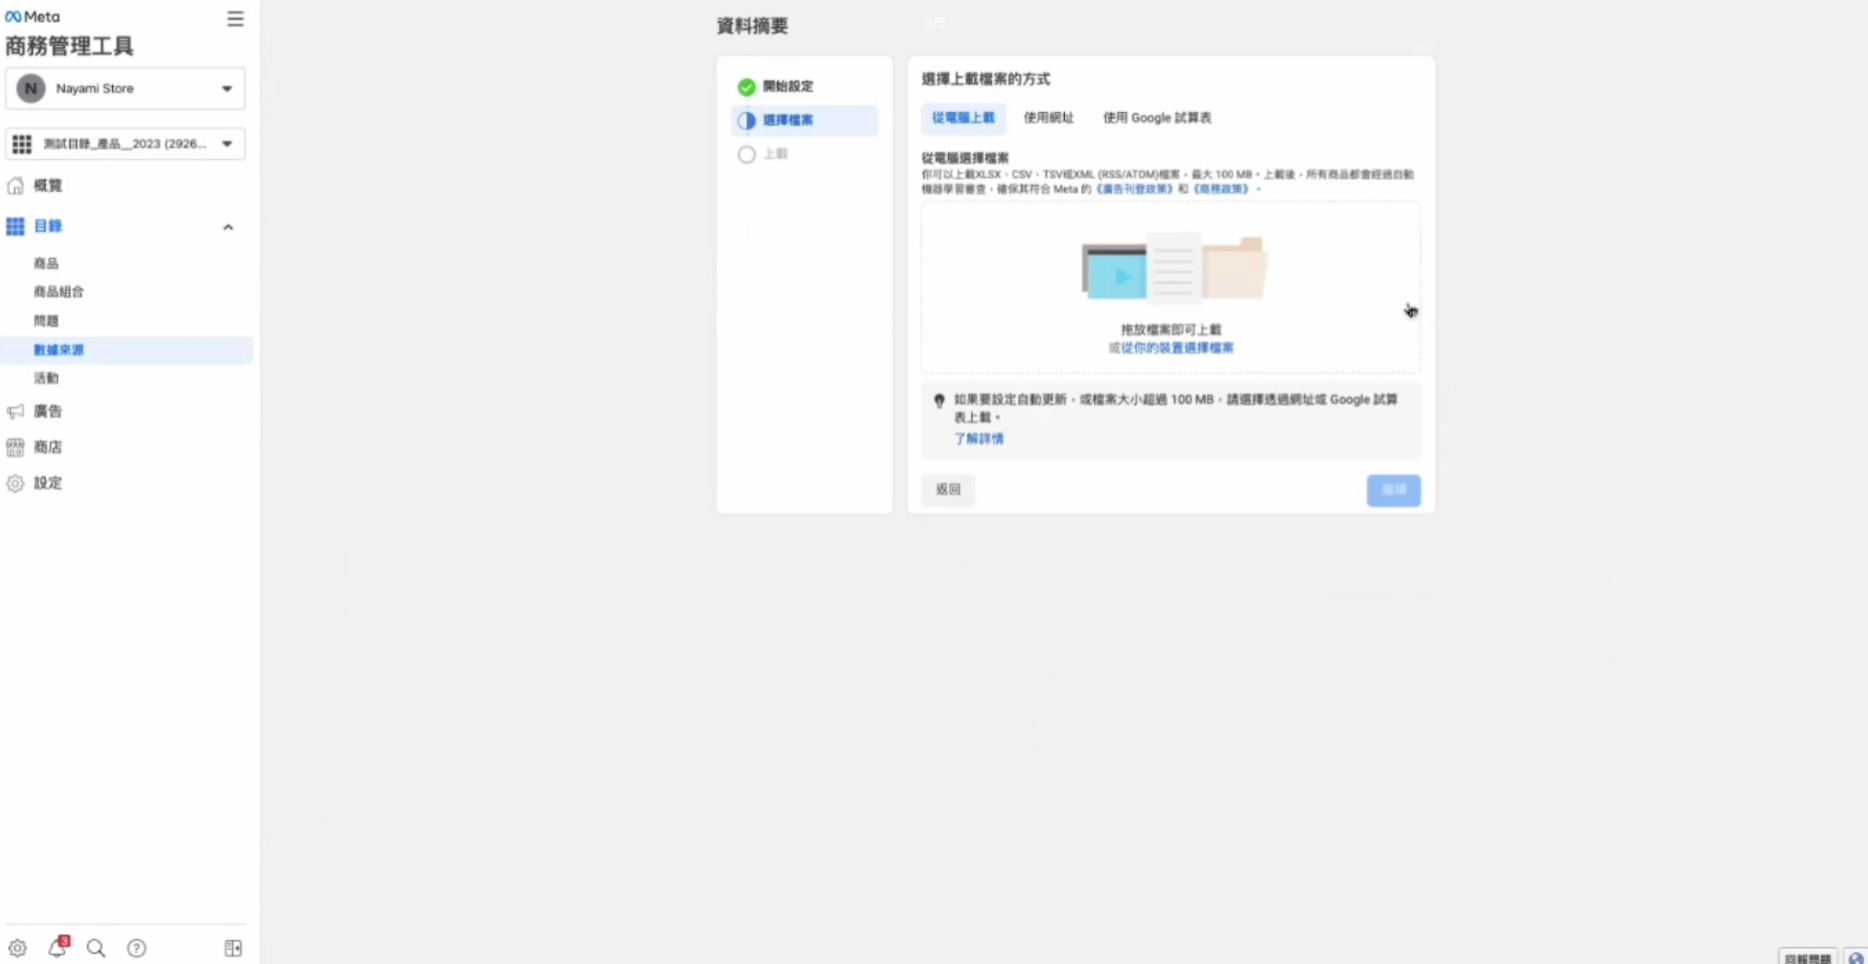 Meta
商務管理工具
N
Nayami Store
測試目錄_產品__2023 (2926...
概覽
目錄
商品
商品組合
問題
數據來源
活動
廣告
商店
設定
3
資料摘要
3/5
開始設定
選擇檔案
上載
選擇上載檔案的方式
從電腦上載
使用網址
使用 Google 試算表
從電腦選擇檔案
你可以上載XLSX、CSV、TSV或XML (RSS/ATOM)檔案，最大 100 MB。上載後，所有商品都會經過自動
機器學習審查，確保其符合 Meta 的《廣告刊登政策》和《商務政策》。
拖放檔案即可上載
或從你的裝置選擇檔案
如果要設定自動更新，或檔案大小超過 100 MB，請選擇透過網址或 Google 試算
表上載。
了解詳情
返回
繼續
回報問題